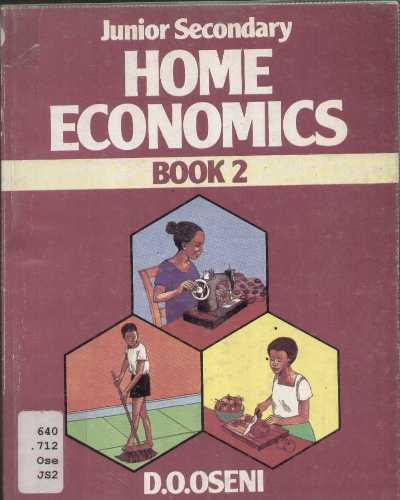 Junior Secondary
HOME
ECONOMICS
BOOK 2
640
.712
Ose
JS2
D.O.OSENI